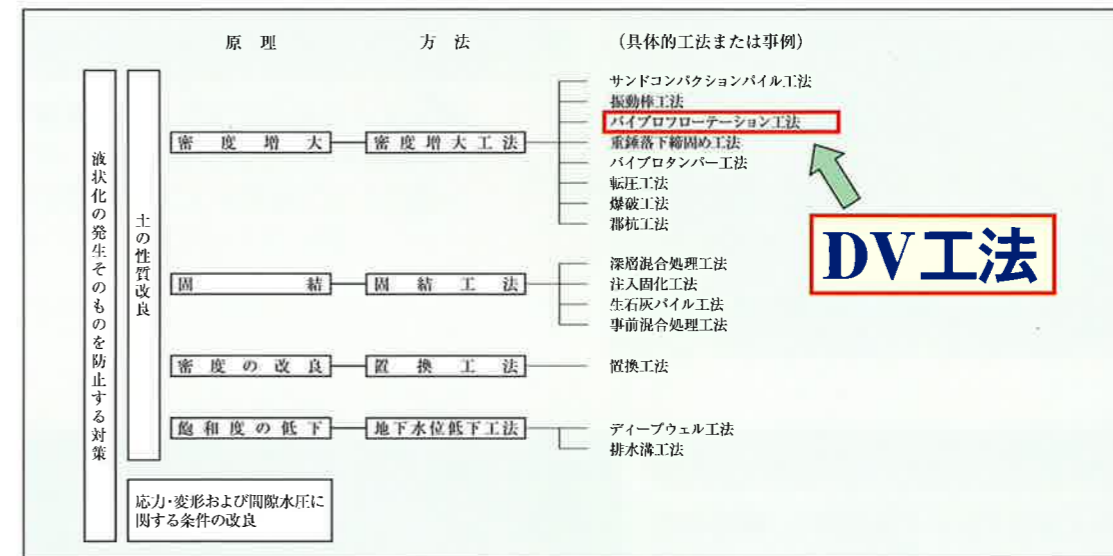 原理 方法 （具体的工法または事例）
液状化の発生そのものを防止する対策
土の性質改良
密度増大 密度増大工法
サンドコンパクションパイル工法
振動棒工法
バイブロフローテーション工法
重錘落下締固め工法
バイブロタンパー工法
転圧工法
爆破工法
郡杭工法
DV工法
固結 固結工法
深層混合処理工法
注入固化工法
生石灰パイル工法
事前混合処理工法
密度の改良 置換工法 置換工法
飽和度の低下 地下水位低下工法
ディープウェル工法
排水溝工法
応力・変形および間隙水圧に
関する条件の改良